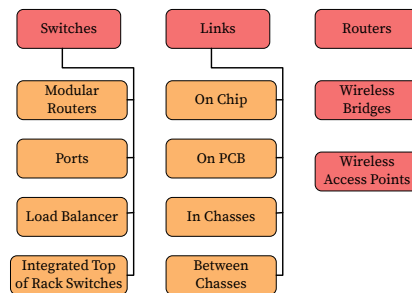 Switches
Modular
Routers
Ports
Load Balancer
Integrated Top
of Rack Switches
Links
On Chip
On PCB
In Chasses
Between
Chasses
Routers
Wireless
Bridges
Wireless
Access Points